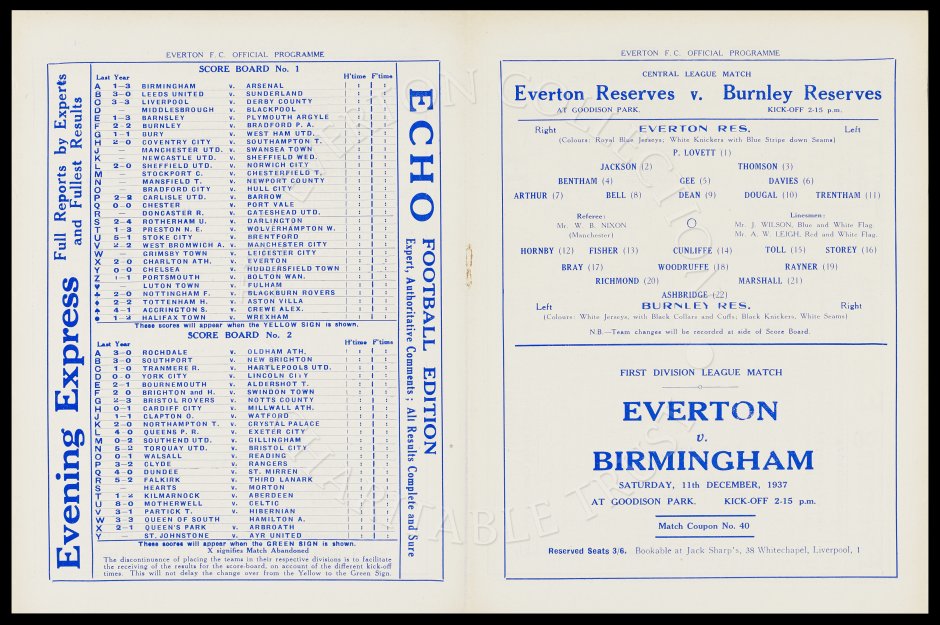 EVERTON F. C. OFFICIAL PROGRAMME
Evening Express
Full Reports by Experts
and Fullest Results
SCORE BOARD No. 1
Last Year H'time F'time
A 1—3 BIRMINGHAM v. ARSENAL : :
B 3—0 LEEDS UNITED v. SUNDERLAND : :
C 3—3 LIVERPOOL v. DERBY COUNTY : :
D — MIDDLESBROUGH v. BLACKPOOL : :
E 1—3 BARNSLEY v. PLYMOUTH ARGYLE : :
F 2—2 BURNLEY v. BRADFORD P. A. : :
G 1—1 BURY v. WEST HAM UTD. : :
H 2—0 COVENTRY CITY v. SOUTHAMPTON T. : :
J — MANCHESTER UTD. v. SWANSEA TOWN : :
K — NEWCASTLE UTD. v. SHEFFIELD WED. : :
L 2—0 SHEFFIELD UTD. v. NORWICH CITY : :
M — STOCKPORT C. v. CHESTERFIELD T. : :
N — MANSFIELD T. v. NEWPORT COUNTY : :
O — BRADFORD CITY v. HULL CITY : :
P 2—2 CARLISLE UTD. v. BARROW : :
Q 0—0 CHESTER v. PORT VALE : :
R — DONCASTER R. v. GATESHEAD UTD. : :
S 2—4 ROTHERHAM U. v. DARLINGTON : :
T 1—3 PRESTON N. E. v. WOLVERHAMPTON W. : :
U 5—1 STOKE CITY v. BRENTFORD : :
V 2—2 WEST BROMWICH A. v. MANCHESTER CITY : :
W — GRIMSBY TOWN v. LEICESTER CITY : :
X 2—0 CHARLTON ATH. v. EVERTON : :
Y 0—0 CHELSEA v. HUDDERSFIELD TOWN : :
Z 1—1 PORTSMOUTH v. BOLTON WAN. : :
♥ LUTON TOWN v. FULHAM : :
♣ 2—0 NOTTINGHAM F. v. BLACKBURN ROVERS : :
♦ 2—2 TOTTENHAM H. v. ASTON VILLA : :
♠ 4—1 ACCRINGTON S. v. CREWE ALEX. : :
● 1—2 HALIFAX TOWN v. WREXHAM : :
These scores will appear when the YELLOW SIGN is shown.
SCORE BOARD No. 2
Last Year H'time F'time
A 3—0 ROCHDALE v. OLDHAM ATH. : :
B 3—0 SOUTHPORT v. NEW BRIGHTON : :
C 1—0 TRANMERE R. v. HARTLEPOOLS UTD. : :
D 0—0 YORK CITY v. LINCOLN CITY : :
E 2—1 BOURNEMOUTH v. ALDERSHOT T. : :
F 2 0 BRIGHTON and H. v. SWINDON TOWN : :
G 2—3 BRISTOL ROVERS v. NOTTS COUNTY : :
H 0—1 CARDIFF CITY v. MILLWALL ATH. : :
J 1—1 CLAPTON O. v. WATFORD : :
K 2—0 NORTHAMPTON T. v. CRYSTAL PALACE : :
L 4—0 QUEENS P. R. v. EXETER CITY : :
M 0—2 SOUTHEND UTD. v. GILLINGHAM : :
N 5—2 TORQUAY UTD. v. BRISTOL CITY : :
O 0—1 WALSALL v. READING : :
P 3—2 CLYDE v. RANGERS : :
Q 4—0 DUNDEE v. ST. MIRREN : :
R 5—2 FALKIRK v. THIRD LANARK : :
S — HEARTS v. MORTON : :
T 1—2 KILMARNOCK v. ABERDEEN : :
U 8—0 MOTHERWELL v. CELTIC : :
V 3—1 PARTICK T. v. HIBERNIAN : :
W 3—3 QUEEN OF SOUTH HAMILTON A. : :
X 2—1 QUEEN'S PARK v. ARBROATH : :
Y — ST. JOHNSTONE v. AYR UNITED : :
These scores will appear when the GREEN SIGN is shown.
X signifies Match Abandoned
The discontinuance of placing the teams in their respective divisions is to facilitate
the receiving of the results for the score-board, on account of the different kick-off
times. This will not delay the change over from the Yellow to the Green Sign.
ECHO
FOOTBALL EDITION
Expert, Authoritative Comments : All Results Complete and Sure
EVERTON F. C. OFFICIAL PROGRAMME
CENTRAL LEAGUE MATCH
Everton Reserves v. Burnley Reserves
AT GOODISON PARK. KICK-OFF 2-15 p.m.
Right EVERTON RES. Left
(Colours: Royal Blue Jerseys; White Knickers with Blue Stripe down Seams)
P. LOVETT (1)
JACKSON (2) THOMSON (3)
BENTHAM (4) GEE (5) DAVIES (6)
ARTHUR (7) BELL (8) DEAN (9) DOUGAL (10) TRENTHAM (11)
Referee:
Mr. W. B. NIXON
(Manchester)
O
Linesmen:
Mr. J. WILSON, Blue and White Flag.
Mr. A. W. LEIGH, Red and White Flag.
HORNBY (12) FISHER (13) CUNLIFFE (14) TOLL (15) STOREY (16)
BRAY (17) WOODRUFFE (18) RAYNER (19)
RICHMOND (20) MARSHALL (21)
ASHBRIDGE (22)
Left BURNLEY RES. Right
(Colours: White Jerseys, with Black Collars and Cuffs; Black Knickers, White Seams)
N.B.—Team changes will be recorded at side of Score Board.
FIRST DIVISION LEAGUE MATCH
EVERTON
v.
BIRMINGHAM
SATURDAY, 11th DECEMBER, 1937
AT GOODISON PARK. KICK-OFF 2-15 p.m.
Match Coupon No. 40
Reserved Seats 3/6. Bookable at Jack Sharp's, 38 Whitechapel, Liverpool, 1